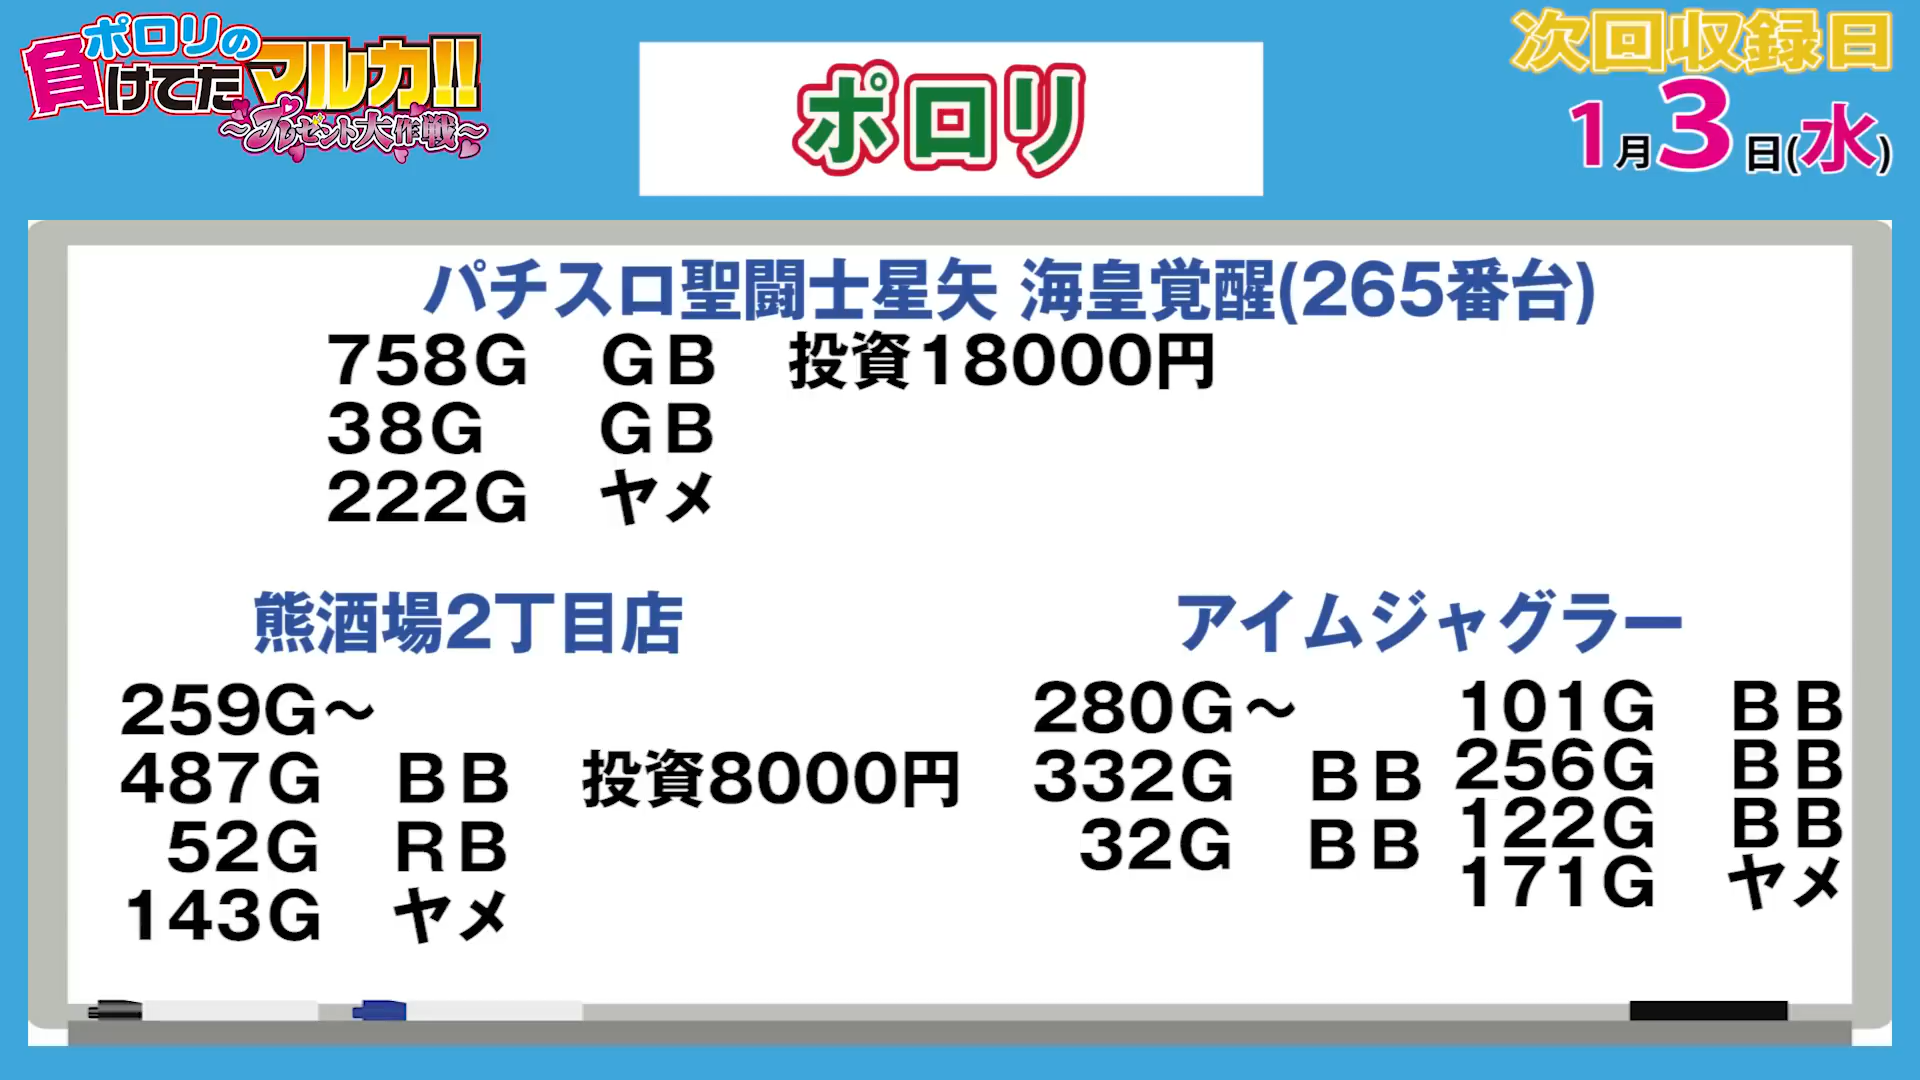 ポロリの
負けてたマルカ!!
～プレゼント大作戦～
ポロリ
次回収録日
1月3日(水)
パチスロ聖闘士星矢 海皇覚醒(265番台)
758G GB 投資18000円
38G GB
222G ヤメ
熊酒場2丁目店
259G～
487G BB 投資8000円
52G RB
143G ヤメ
アイムジャグラー
280G～
332G BB
32G BB
101G BB
256G BB
122G BB
171G ヤメ